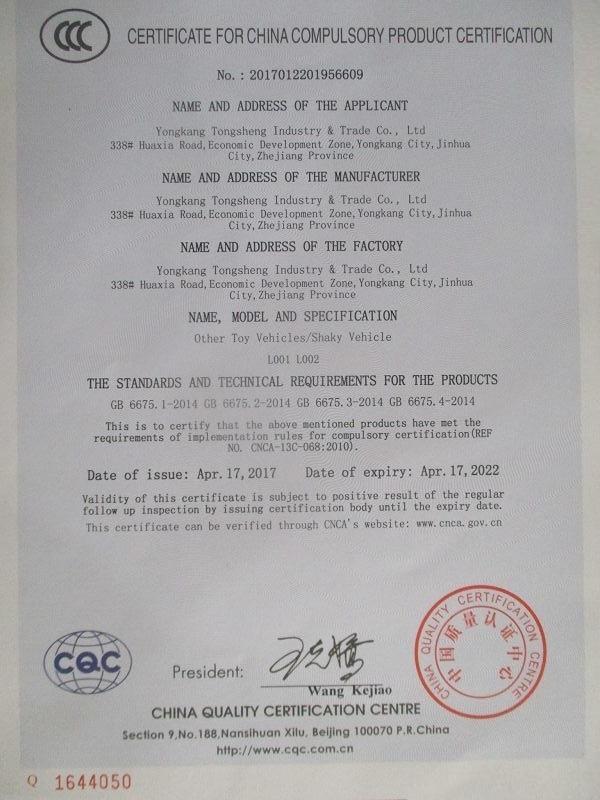 CCC
CERTIFICATE FOR CHINA COMPULSORY PRODUCT CERTIFICATION
No.: 2017012201956609
NAME AND ADDRESS OF THE APPLICANT
Yongkang Tongsheng Industry & Trade Co., Ltd
338# Huaxia Road,Economic Development Zone,Yongkang City,Jinhua
City,Zhejiang Province
NAME AND ADDRESS OF THE MANUFACTURER
Yongkang Tongsheng Industry & Trade Co., Ltd
338# Huaxia Road,Economic Development Zone,Yongkang City,Jinhua
City,Zhejiang Province
NAME AND ADDRESS OF THE FACTORY
Yongkang Tongsheng Industry & Trade Co., Ltd
338# Huaxia Road,Economic Development Zone,Yongkang City,Jinhua
City,Zhejiang Province
NAME, MODEL AND SPECIFICATION
Other Toy Vehicles/Shaky Vehicle
L001 L002
THE STANDARDS AND TECHNICAL REQUIREMENTS FOR THE PRODUCTS
GB 6675.1-2014 GB 6675.2-2014 GB 6675.3-2014 GB 6675.4-2014
This is to certify that the above mentioned products have met the
requirements of implementation rules for compulsory certification(REF
NO. CNCA-13C-068:2010).
Date of issue: Apr.17,2017 Date of expiry: Apr.17,2022
Validity of this certificate is subject to positive result of the regular
follow up inspection by issuing certification body until the expiry date.
This certificate can be verified through CNCA's website: www.cnca.gov.cn
CHINA QUALITY CERTIFICATION CENTRE
中国质量认证中心
CQC
President: 王克娇
Wang Kejiao
CHINA QUALITY CERTIFICATION CENTRE
Section 9,No.188,Nansihuan Xilu, Beijing 100070 P.R.China
http://www.cqc.com.cn
Q 1644050